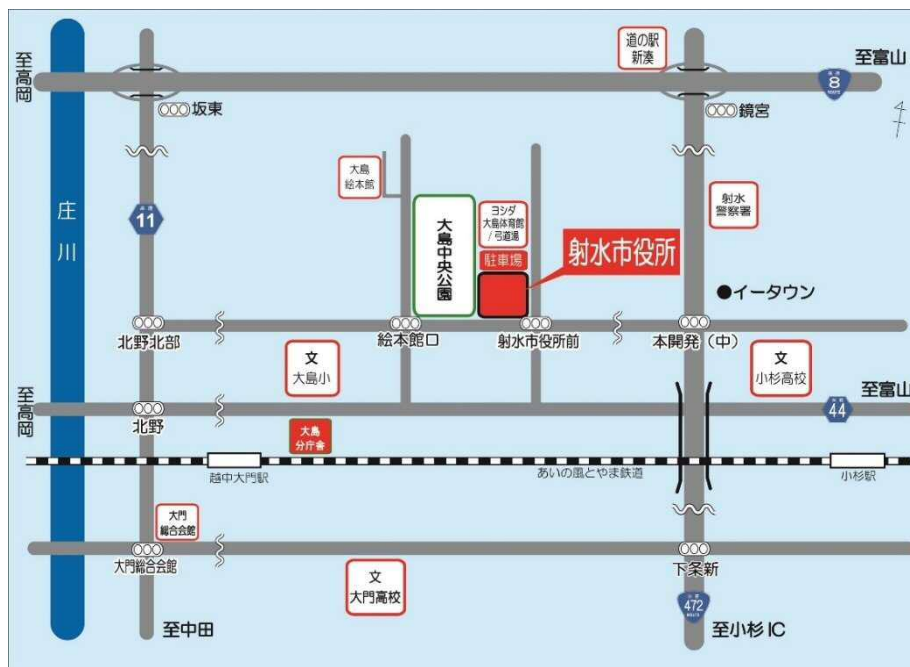 至高岡
道の駅
新湊
至富山
8
坂東
鏡宮
大島
絵本館
庄川
11
大島中央公園
ヨシダ
大島体育館
/弓道場
駐車場
射水市役所
射水
警察署
●イータウン
北野北部
絵本館口
射水市役所前
本開発(中)
文
大島小
文
小杉高校
至高岡
至富山
44
北野
大島
分庁舎
越中大門駅
あいの風とやま鉄道
小杉駅
大門
総合会館
大門総合会館
文
大門高校
下条新
472
至中田
至小杉IC